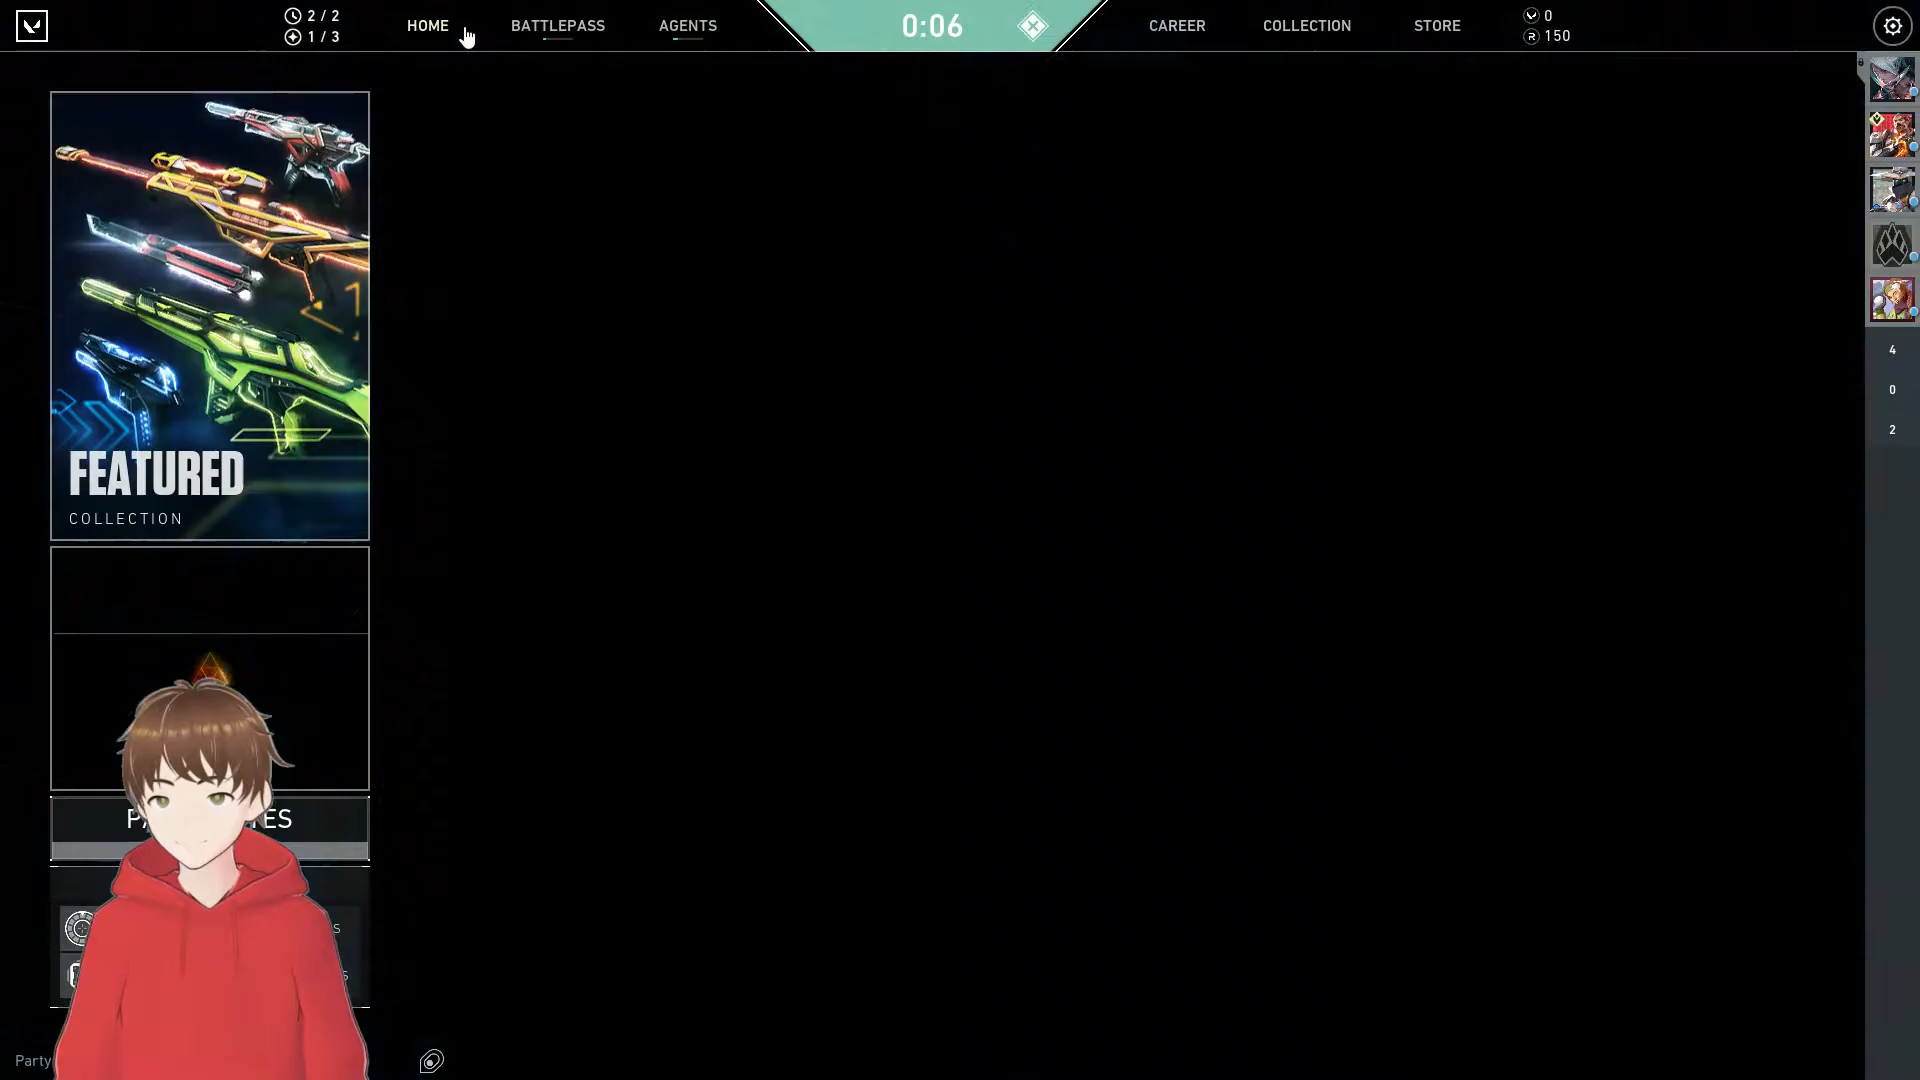 2 / 2
1 / 3
HOME
BATTLEPASS
AGENTS
0:06
CAREER
COLLECTION
STORE
0
R 150
FEATURED
COLLECTION
4
0
2
Party